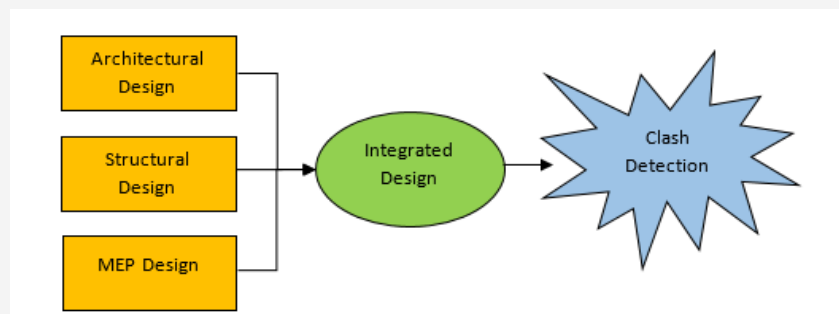 Architectural
Design
Structural
Design
MEP Design
Integrated
Design
Clash
Detection